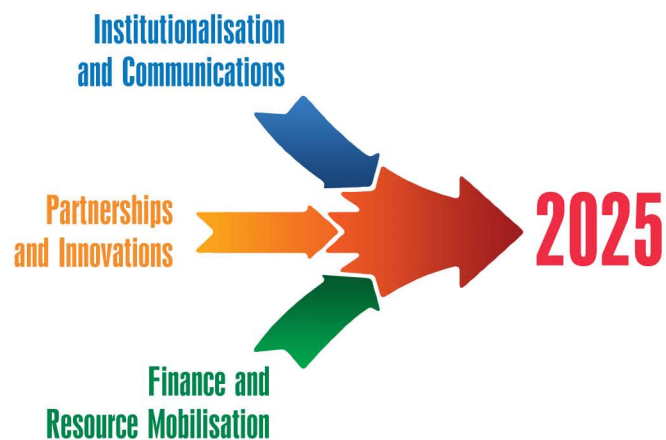 Institutionalisation
and Communications
Partnerships
and Innovations
2025
Finance and
Resource Mobilisation